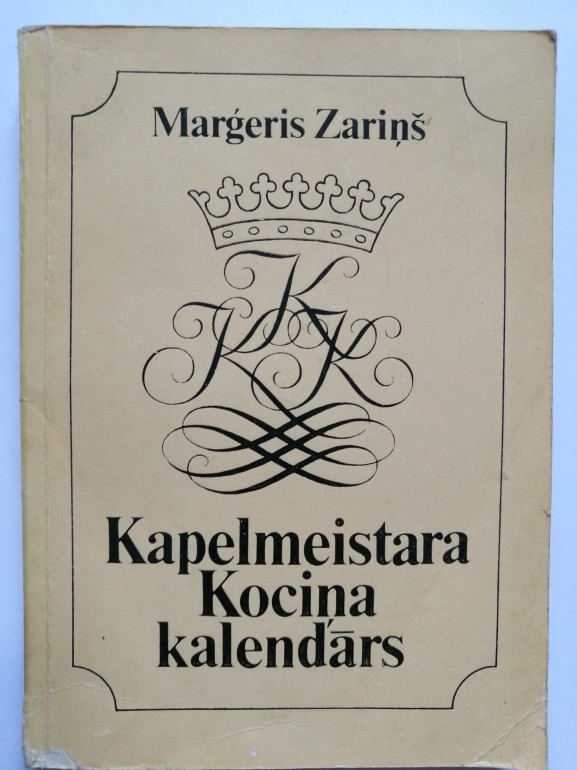 Marģeris Zariņš
K
K K
Kapelmeistara
Kociņa
kalendārs